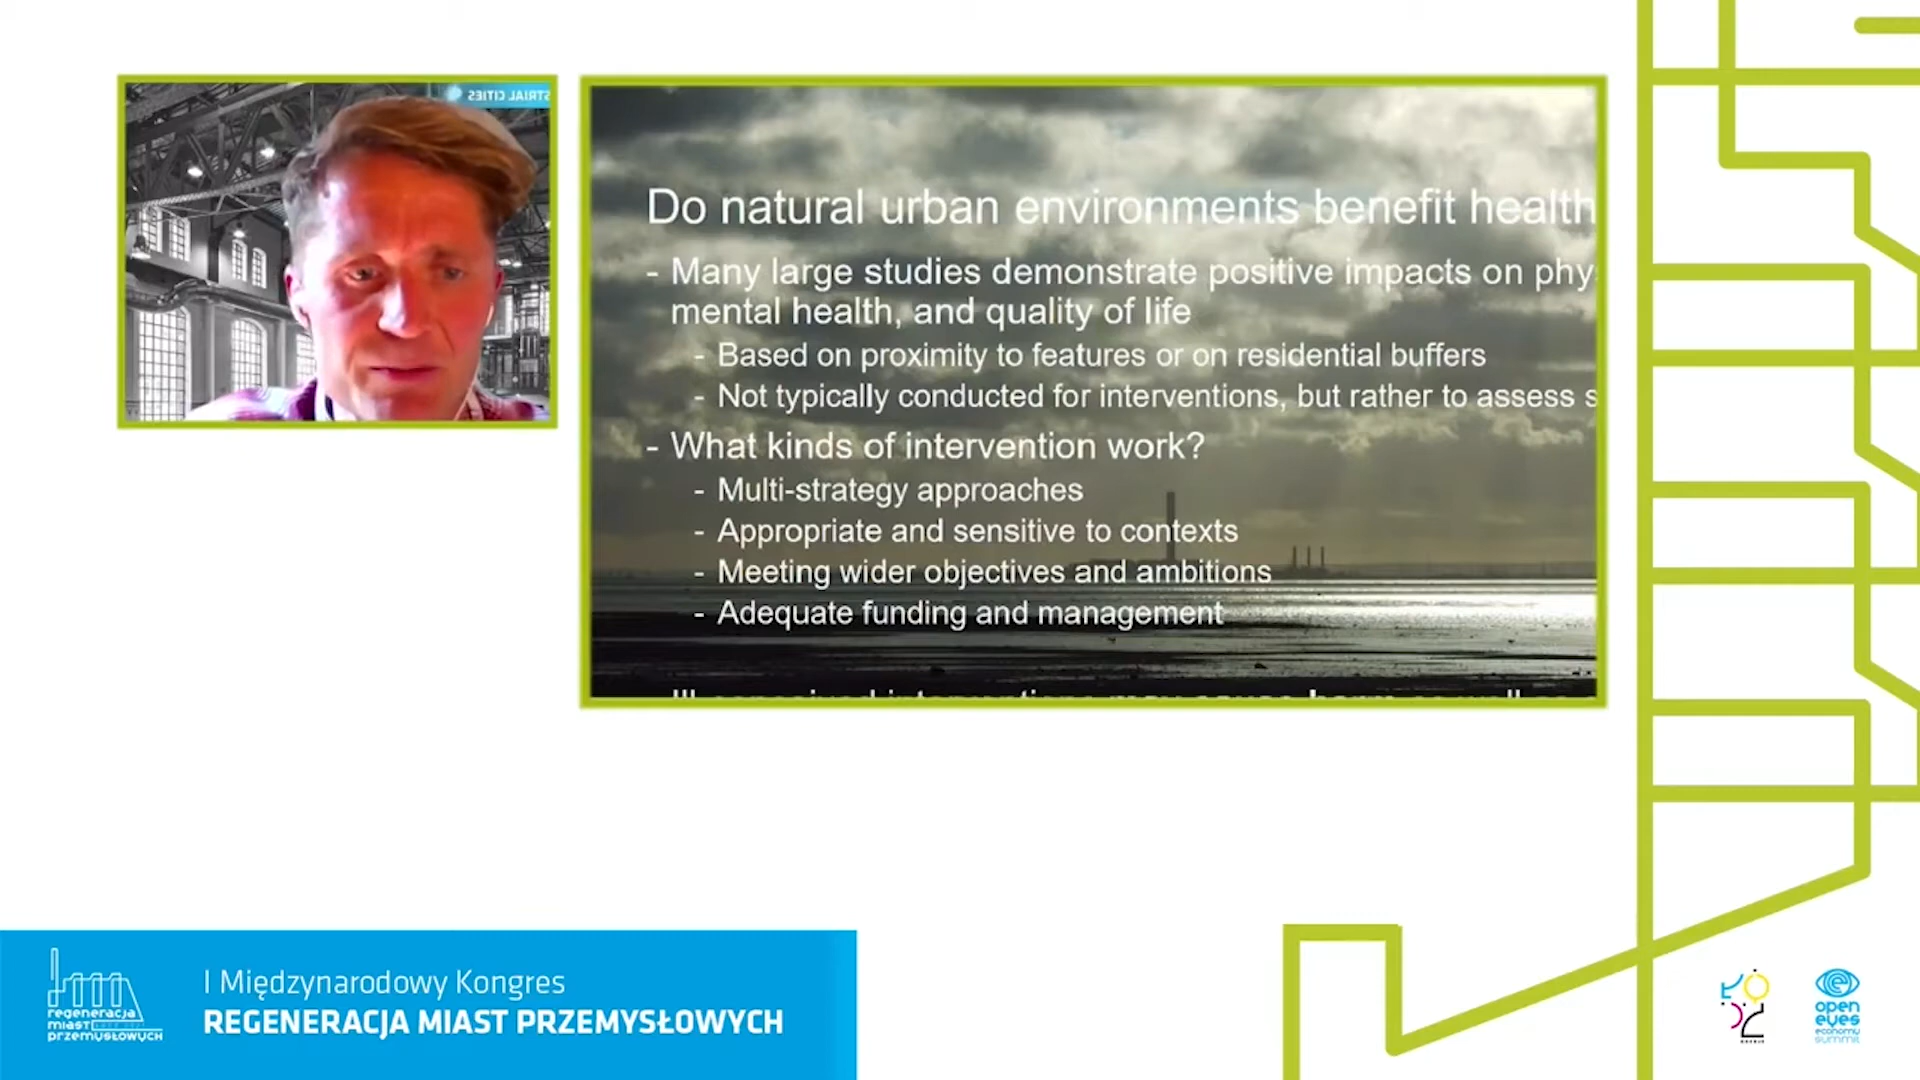 STRIAL CITIES
Do natural urban environments benefit health
- Many large studies demonstrate positive impacts on phy
mental health, and quality of life
- Based on proximity to features or on residential buffers
- Not typically conducted for interventions, but rather to assess s
- What kinds of intervention work?
- Multi-strategy approaches
- Appropriate and sensitive to contexts
- Meeting wider objectives and ambitions
- Adequate funding and management
regeneracja
miast
przemysłowych
I Międzynarodowy Kongres
REGENERACJA MIAST PRZEMYSŁOWYCH
open
eyes
economy
summit